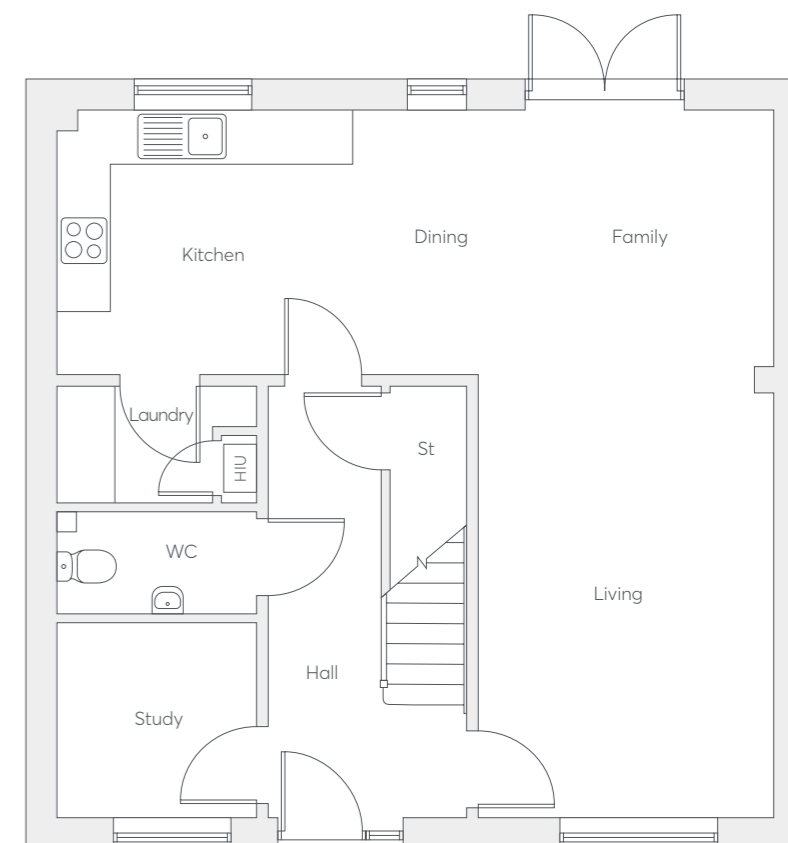 Dining
Family
Kitchen
Laundry
St
HIU
WC
Living
Hall
Study